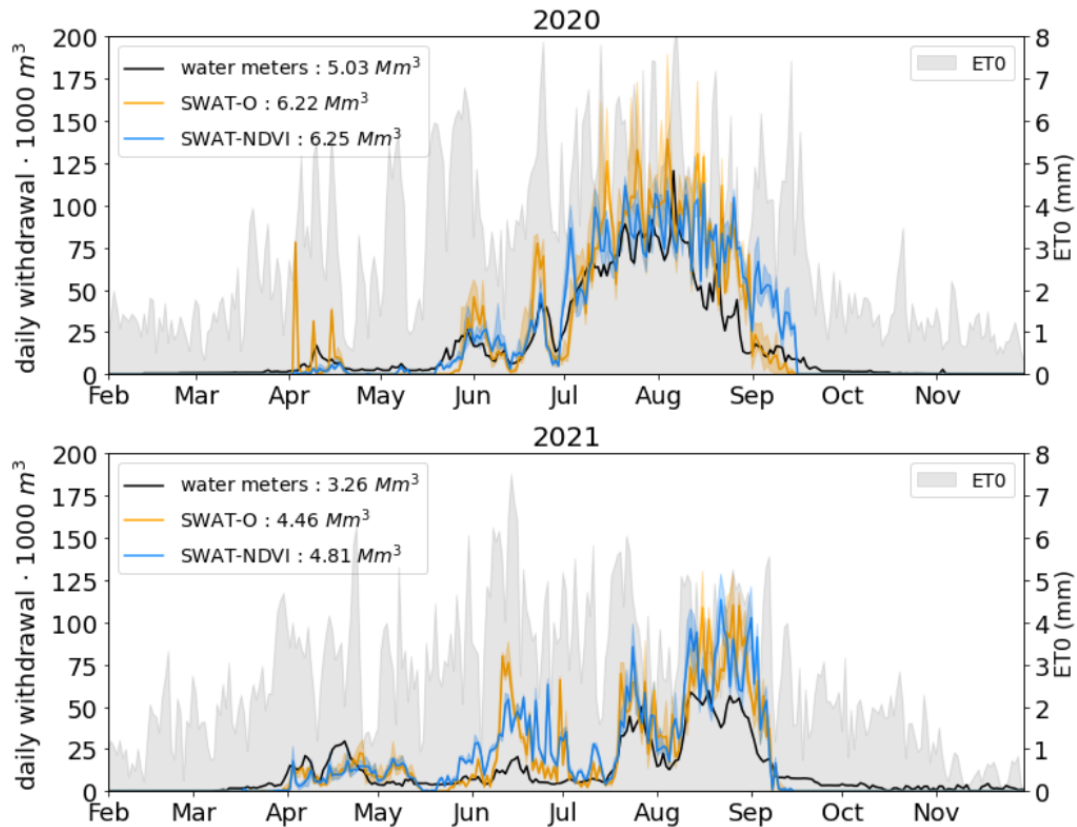 2020
daily withdrawal · 1000 m³
200
175
150
125
100
75
50
25
0
water meters : 5.03 Mm³
SWAT-O : 6.22 Mm³
SWAT-NDVI : 6.25 Mm³
ET0
8
7
6
5
4
3
2
1
0
ET0 (mm)
Feb Mar Apr May Jun Jul Aug Sep Oct Nov
2021
daily withdrawal · 1000 m³
200
175
150
125
100
75
50
25
0
water meters : 3.26 Mm³
SWAT-O : 4.46 Mm³
SWAT-NDVI : 4.81 Mm³
ET0
8
7
6
5
4
3
2
1
0
ET0 (mm)
Feb Mar Apr May Jun Jul Aug Sep Oct Nov